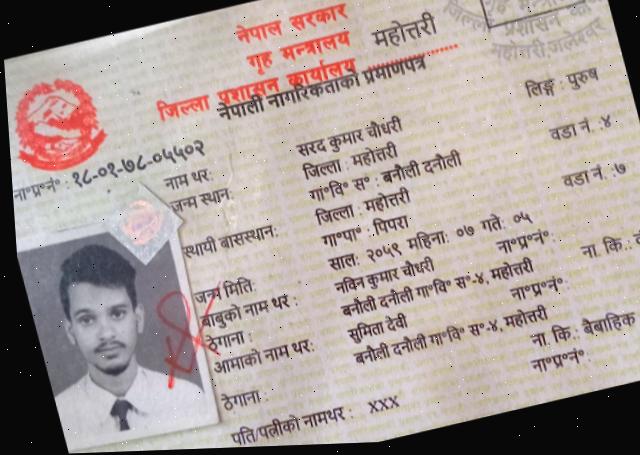 नेपाल सरकार
गृह मन्त्रालय
जिल्ला प्रशासन कार्यालय महोत्तरी
नेपाली नागरिकताको प्रमाणपत्र
जिल्ला प्रशासन
महोत्तरी, जलेश्वर
ना॰प्र॰नं॰ : १८-०१-७८-०५५०२
लिङ्ग : पुरुष
नाम थर: सरद कुमार चौधरी
जन्म स्थान: जिल्ला : महोत्तरी
गा॰वि॰ स॰ : बनौली दनौली वडा नं. :४
स्थायी बासस्थान: जिल्ला : महोत्तरी
गा॰पा॰ : पिपरा वडा नं. :७
जन्म मिति: साल: २०५९ महिना: ०७ गते: ०५
बाबुको नाम थर : नविन कुमार चौधरी ना॰प्र॰नं॰:
ठेगाना : बनौली दनौली गा॰वि॰ स॰-४, महोत्तरी ना. कि.:
आमाको नाम थर: सुमिता देवी ना॰प्र॰नं॰:
ठेगाना : बनौली दनौली गा॰वि॰ स॰-४, महोत्तरी ना. कि.: बैबाहिक
पति/पत्नीको नामथर : xxx ना॰प्र॰नं॰: